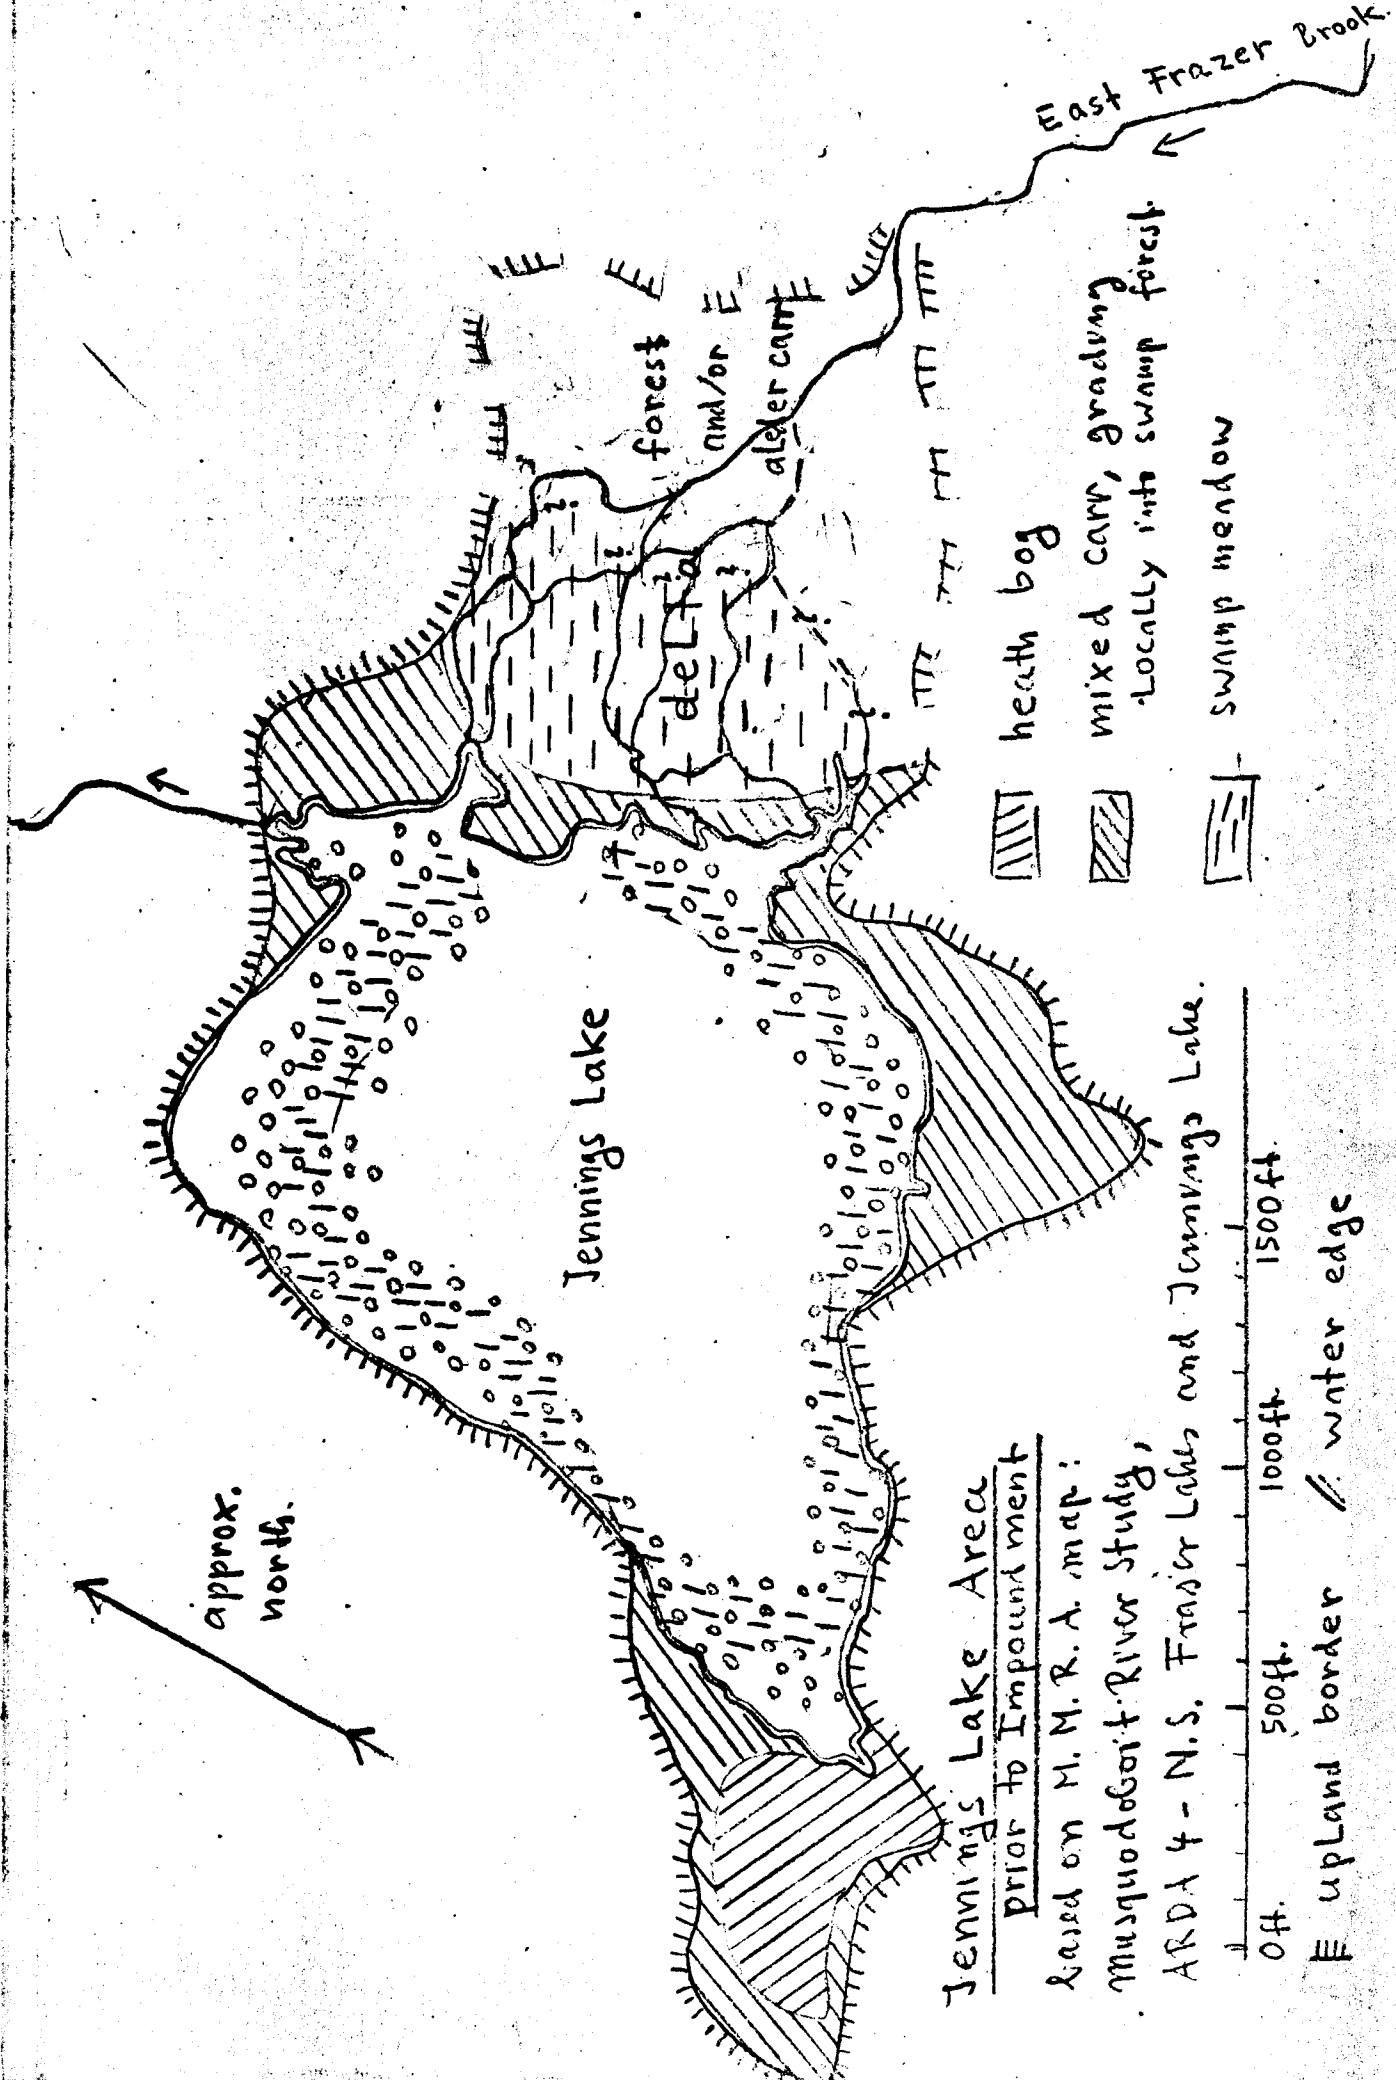 East Frazer Brook.
approx.
north.
forest
and/or
alder carr
delta
? ? ? ? ? ?
Jennings Lake
Jennings Lake Area
prior to Impoundment
based on M.M.R.A. map:
Musquodoboit River Study,
ARDA 4 - N.S. Fraser Lakes and Jennings Lake.
0ft. 500ft. 1000ft 1500ft.
upLand border // water edge
heath bog
mixed carr, grading
Locally into swamp forest
swamp meadow